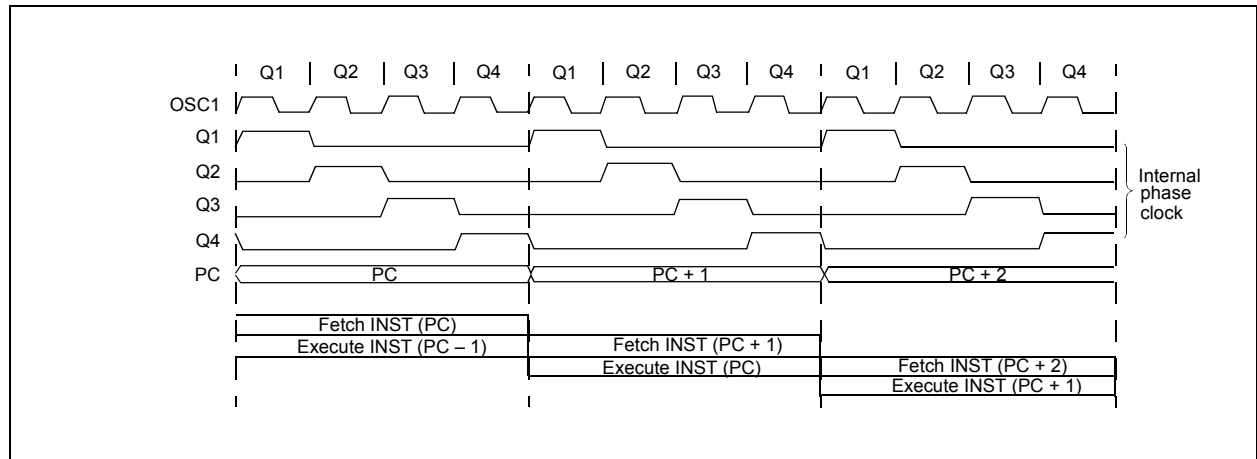 Q1 Q2 Q3 Q4 Q1 Q2 Q3 Q4 Q1 Q2 Q3 Q4
OSC1
Q1
Q2
Q3
Q4
PC
Internal
phase
clock
PC PC + 1 PC + 2
Fetch INST (PC)
Execute INST (PC – 1) Fetch INST (PC + 1)
Execute INST (PC) Fetch INST (PC + 2)
Execute INST (PC + 1)